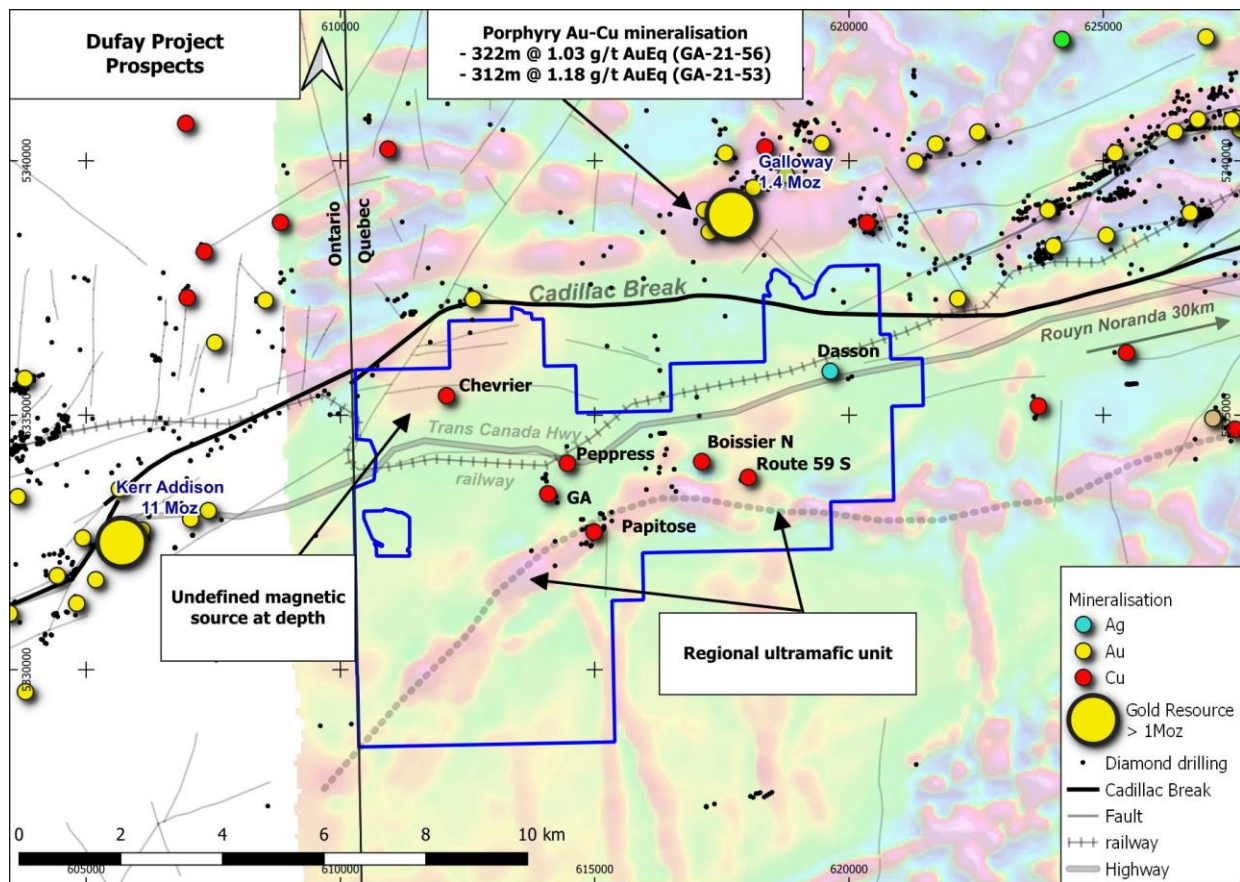 Dufay Project
Prospects
Porphyry Au-Cu mineralisation
- 322m @ 1.03 g/t AuEq (GA-21-56)
- 312m @ 1.18 g/t AuEq (GA-21-53)
610000
620000
625000
5340000
5340000
Galloway
1.4 Moz
Ontario
Quebec
Cadillac Break
Rouyn Noranda 30km
Dasson
Chevrier
5335000
5335000
Trans Canada Hwy
Peppress
railway
Boissier N
Route 59 S
GA
Kerr Addison
11 Moz
Papitose
Undefined magnetic
source at depth
Regional ultramafic unit
5330000
Mineralisation
Ag
Au
Cu
Gold Resource
> 1Moz
Diamond drilling
Cadillac Break
Fault
railway
Highway
0 2 4 6 8 10 km
605000
610000
615000
620000